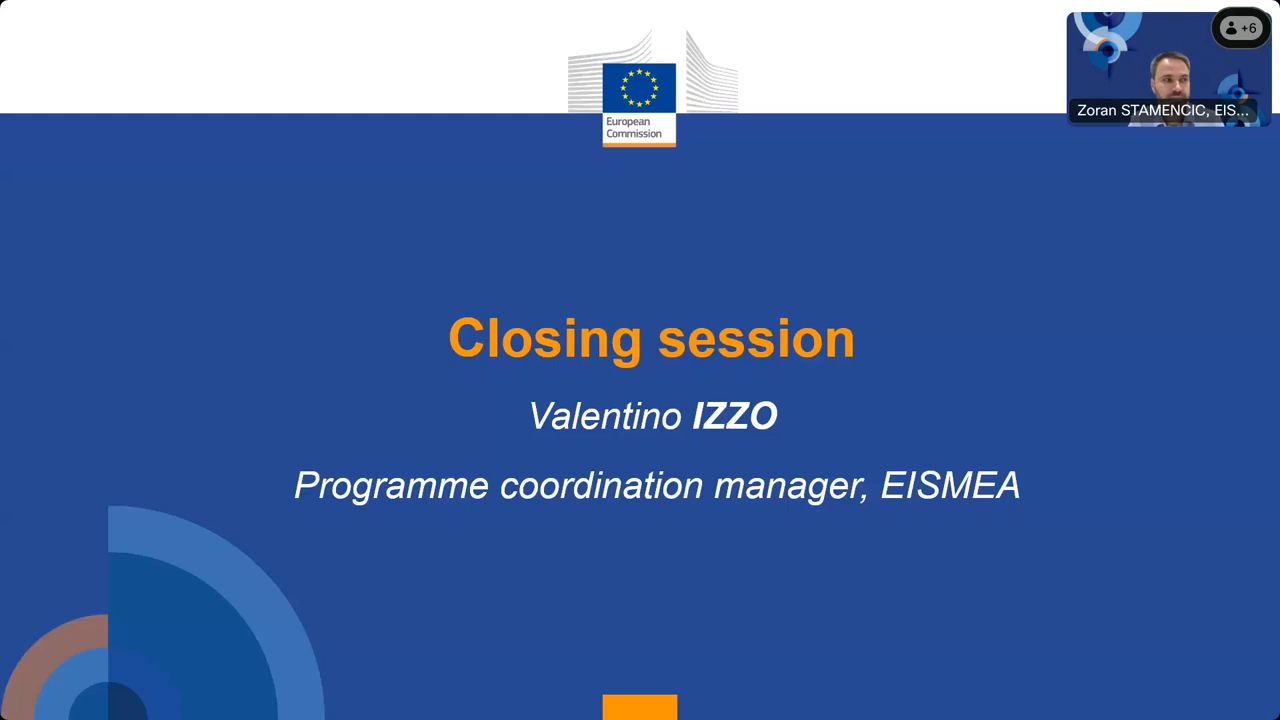 +6
Zoran STAMENCIC, EIS...
European
Commission
Closing session
Valentino IZZO
Programme coordination manager, EISMEA